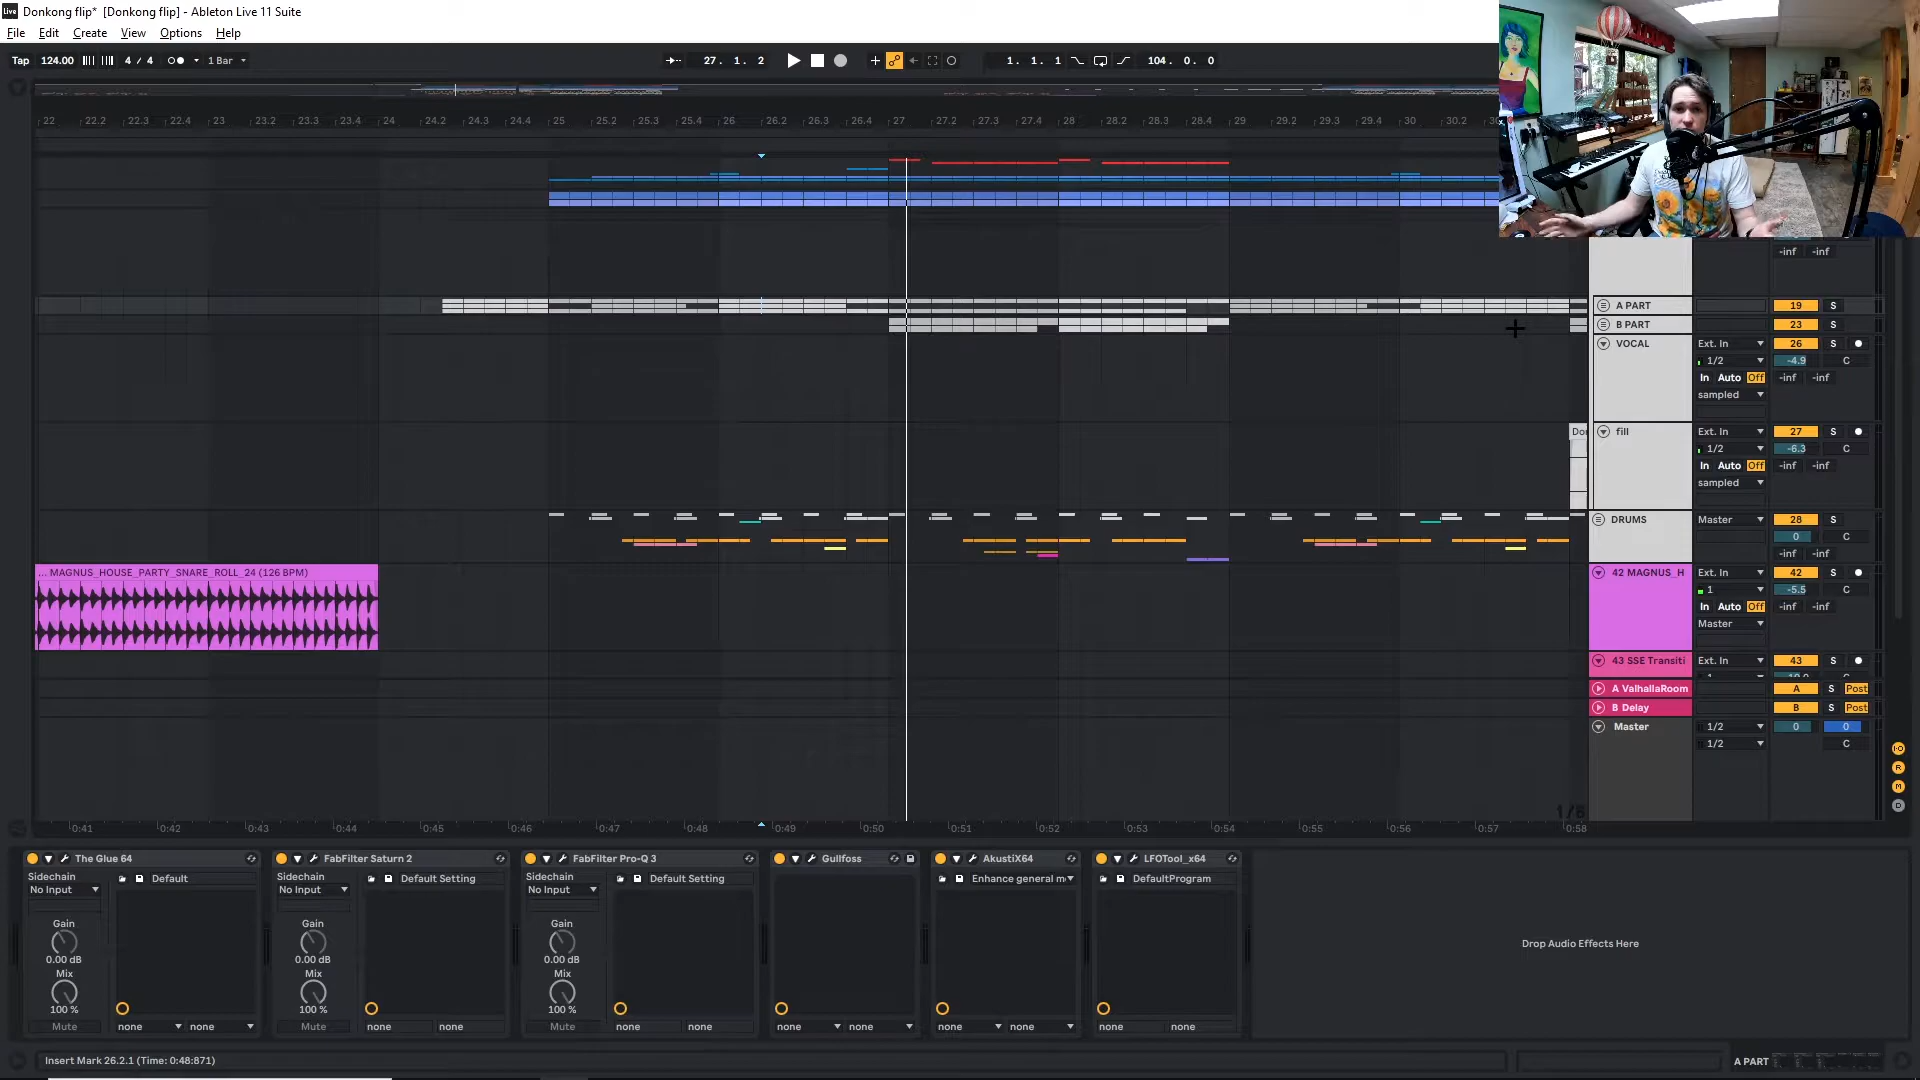 Donkong flip* [Donkong flip] - Ableton Live 11 Suite
File Edit Create View Options Help
Tap 124.00 4 / 4 1 Bar 27. 1. 2 1. 1. 1 104. 0. 0
22 22.2 22.3 22.4 23 23.2 23.3 23.4 24 24.2 24.3 24.4 25 25.2 25.3 25.4 26 26.2 26.3 26.4 27 27.2 27.3 27.4 28 28.2 28.3 28.4 29 29.2 29.3 29.4 30 30.2
-inf -inf
A PART 19 S
B PART 23 S
VOCAL Ext. In 26 S
1/2 -4.9 C
In Auto Off -inf -inf
sampled
fill Ext. In 27 S
1/2 -6.3 C
In Auto Off -inf -inf
sampled
DRUMS Master 28 S
0
-inf -inf
... MAGNUS_HOUSE_PARTY_SNARE_ROLL_24 (126 BPM)
42 MAGNUS_H Ext. In 42 S
1 -5.5 C
In Auto Off -inf -inf
Master
43 SSE Transiti Ext. In 43 S
A ValhallaRoom A S Post
B Delay B S Post
Master 1/2 0 0
1/2 C
0:41 0:42 0:43 0:44 0:45 0:46 0:47 0:48 0:49 0:50 0:51 0:52 0:53 0:54 0:55 0:56 0:57 0:58
The Glue 64 FabFilter Saturn 2 FabFilter Pro-Q 3 Gullfoss AkustiX64 LFOTool_x64
Sidechain Default Sidechain Default Setting Sidechain Default Setting Enhance general m DefaultProgram
No Input No Input No Input
Gain Gain Gain
0.00 dB 0.00 dB 0.00 dB
Drop Audio Effects Here
Mix Mix Mix
100 % 100 % 100 %
Mute none none Mute none none Mute none none none none none none none none
Insert Mark 26.2.1 (Time: 0:48:871)
A PART